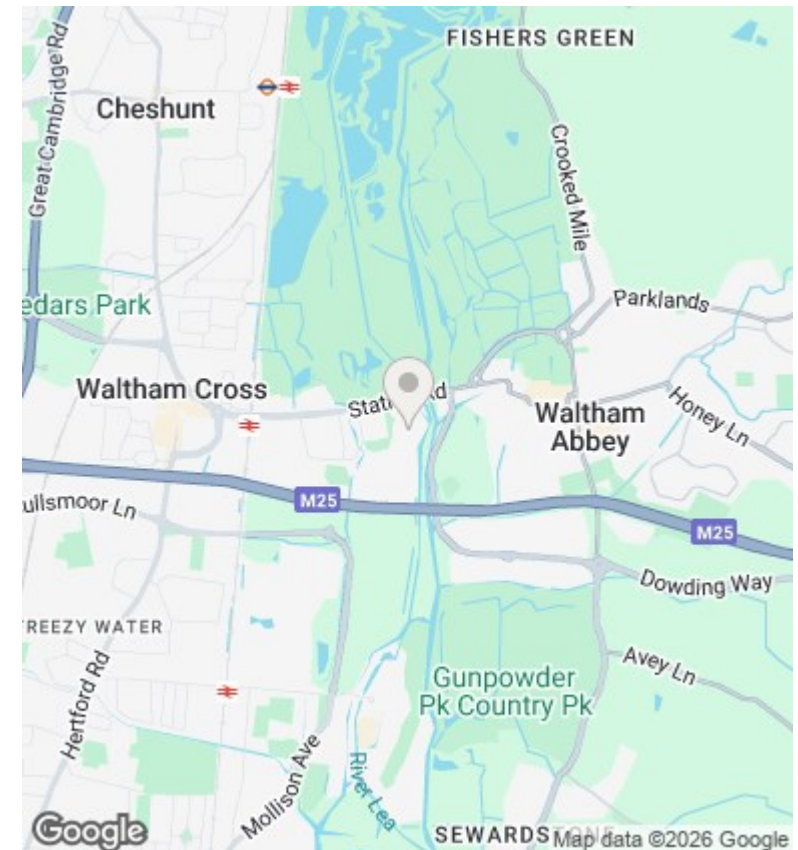 FISHERS GREEN
Great Cambridge Rd
Cheshunt
Crooked Mile
edars Park
Parklands
Waltham Cross
Waltham
Abbey
Honey Ln
M25
ullsmoor Ln
M25
Dowding Way
REEZY WATER
Avey Ln
Gunpowder
Pk Country Pk
Hertford Rd
Mollison Ave
River Lea
Google
Map data ©2026 Google